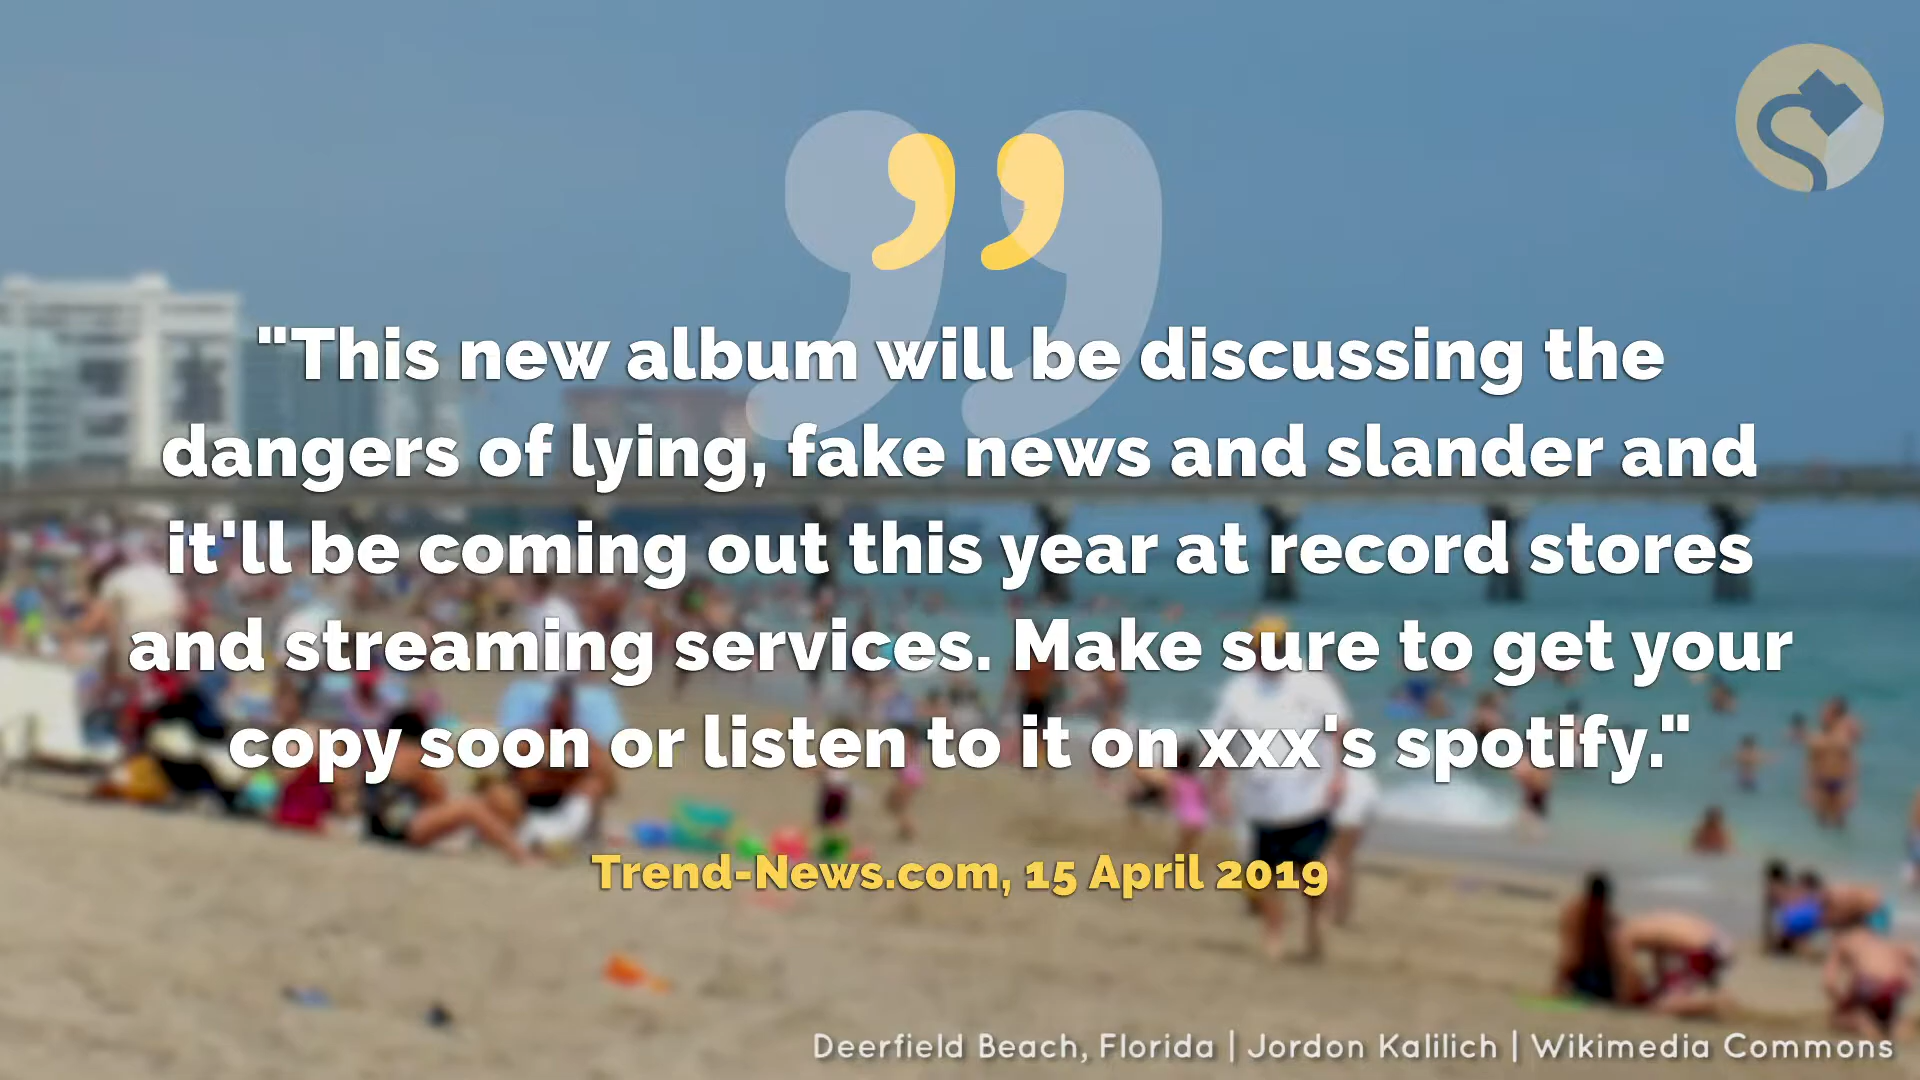 "This new album will be discussing the
dangers of lying, fake news and slander and
it'll be coming out this year at record stores
and streaming services. Make sure to get your
copy soon or listen to it on xxx's spotify."
Trend-News.com, 15 April 2019
Deerfield Beach, Florida | Jordon Kalilich | Wikimedia Commons